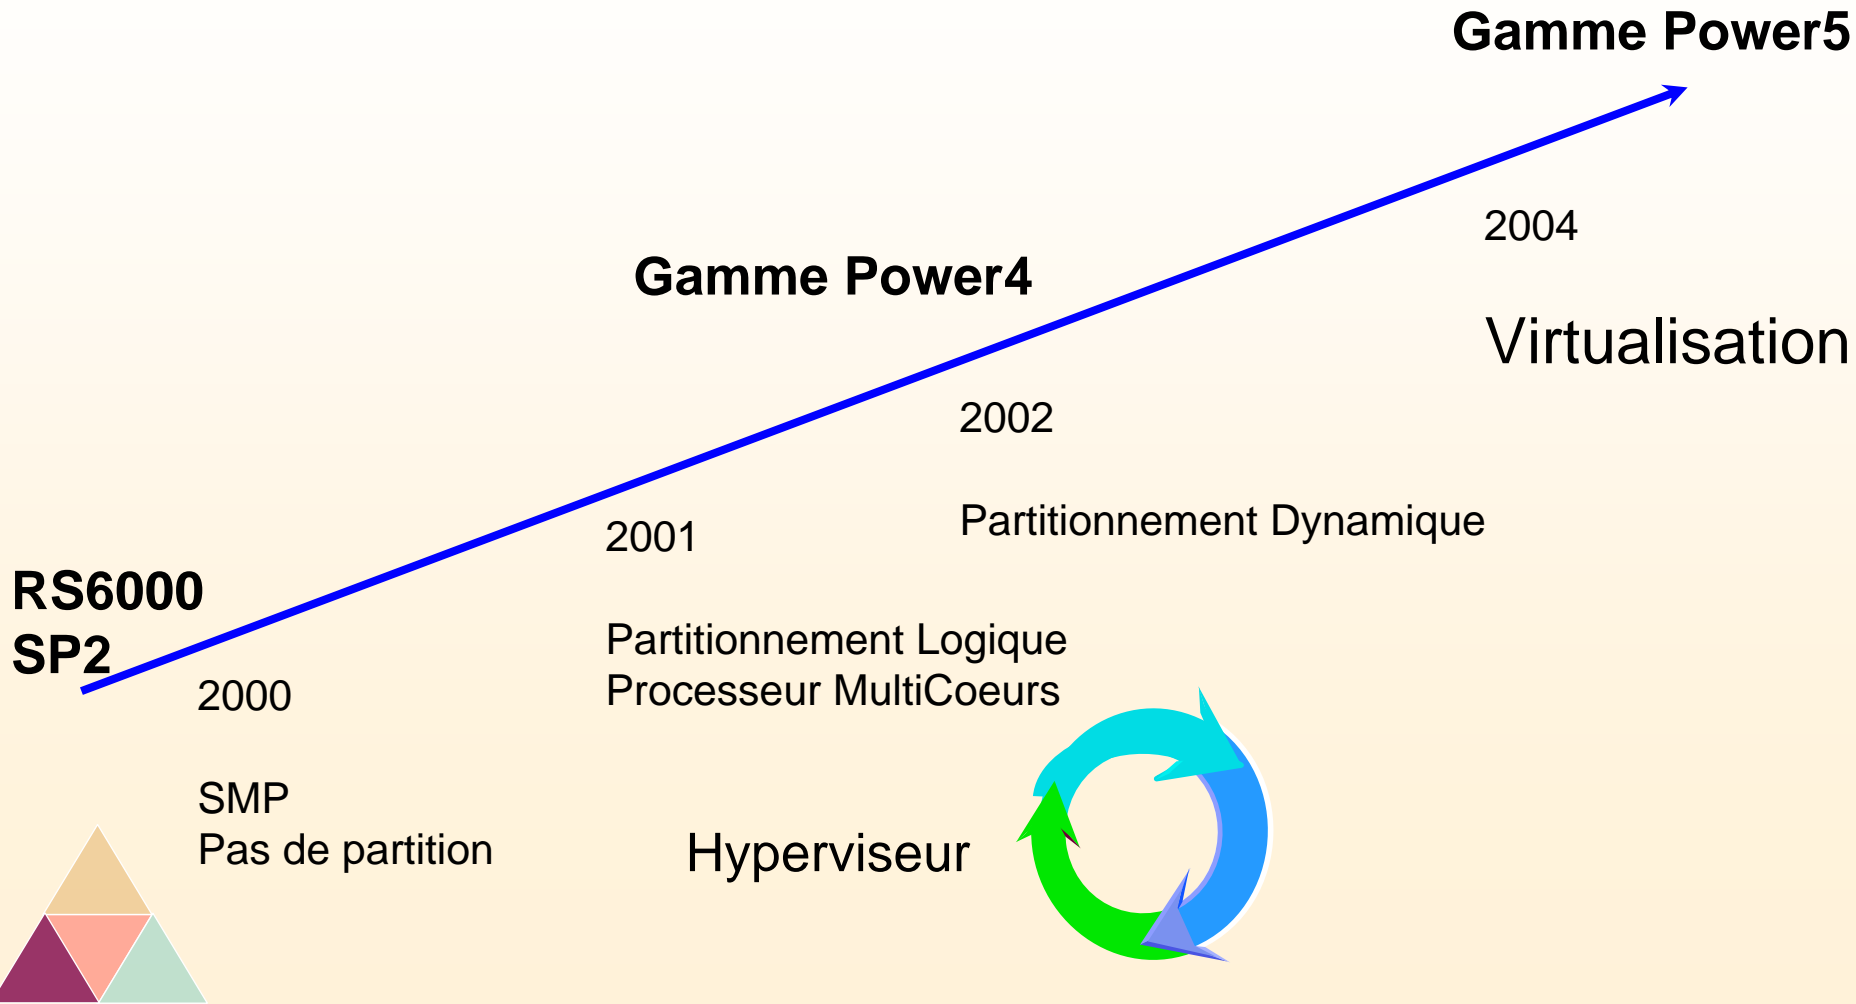 Gamme Power5
2004
Gamme Power4
Virtualisation
2002
Partitionnement Dynamique
2001
RS6000
SP2
Partitionnement Logique
Processeur MultiCoeurs
2000
SMP
Pas de partition
Hyperviseur